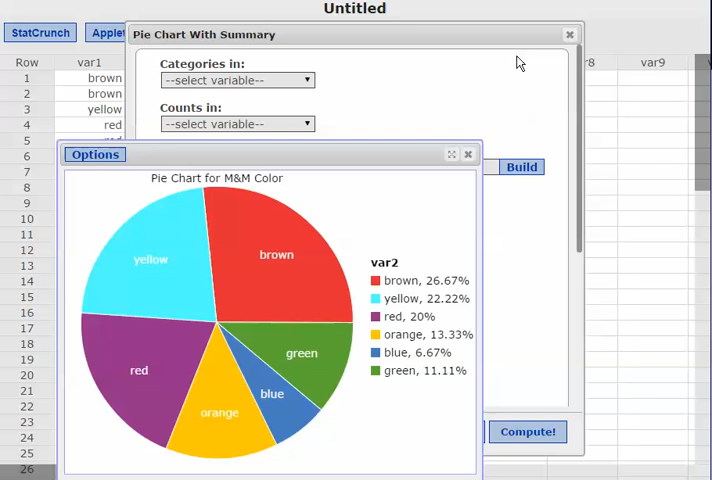 Untitled
StatCrunch Applet
Pie Chart With Summary
Row var1 r8 var9
Categories in:
--select variable--
Counts in:
--select variable--
Build
1 brown
2 brown
3 yellow
4 red
5 red
6
7
8
9
10
11
12
13
14
15
16
17
18
19
20
21
22
23
24
25
26
Options
Pie Chart for M&M Color
yellow
brown
red
green
blue
orange
var2
brown, 26.67%
yellow, 22.22%
red, 20%
orange, 13.33%
blue, 6.67%
green, 11.11%
Compute!